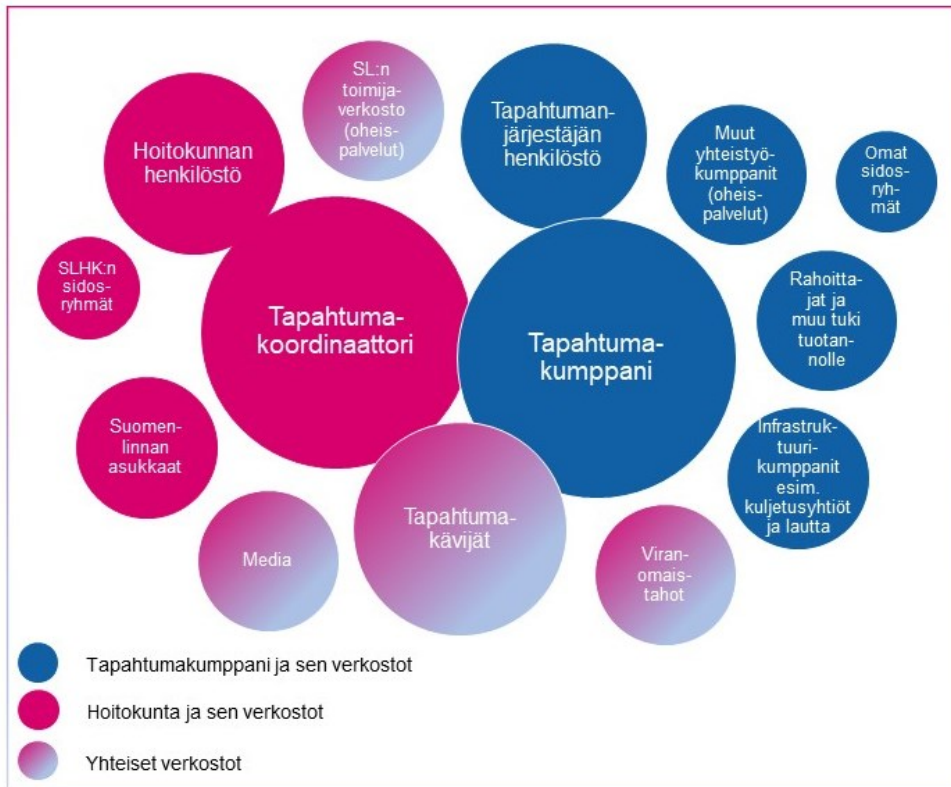 SL:n
toimija-
verkosto
(oheis-
palvelut)
Tapahtuman-
järjestäjän
henkilöstö
Hoitokunnan
henkilöstö
Muut
yhteistyö-
kumppanit
(oheis-
palvelut)
Omat
sidos-
ryh-
mät
SLHK:n
sidos-
ryhmät
Tapahtuma-
koordinaattori
Tapahtuma-
kumppani
Rahoitta-
jat ja
muu tuki
tuotannolle
Suomen-
linnan
asukkaat
Infrastruk-
tuuri-
kumppanit
esim.
kuljetusyhtiöt
ja lautta
Media
Tapahtuma-
kävijät
Viran-
omais-
tahot
Tapahtumakumppani ja sen verkostot
Hoitokunta ja sen verkostot
Yhteiset verkostot